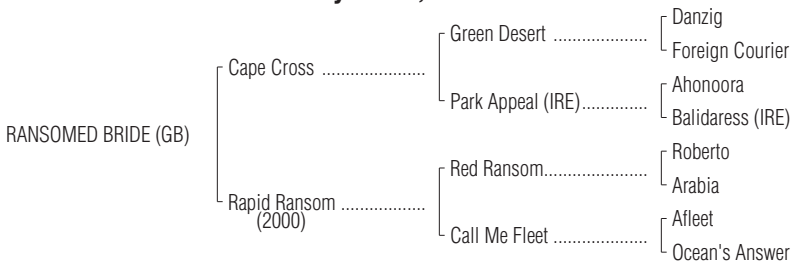 Danzig
Green Desert ....................
Foreign Courier
Cape Cross ......................
Ahonoora
Park Appeal (IRE)..............
Balidaress (IRE)
RANSOMED BRIDE (GB)
Roberto
Red Ransom......................
Arabia
Rapid Ransom ..................
(2000)
Afleet
Call Me Fleet ....................
Ocean's Answer